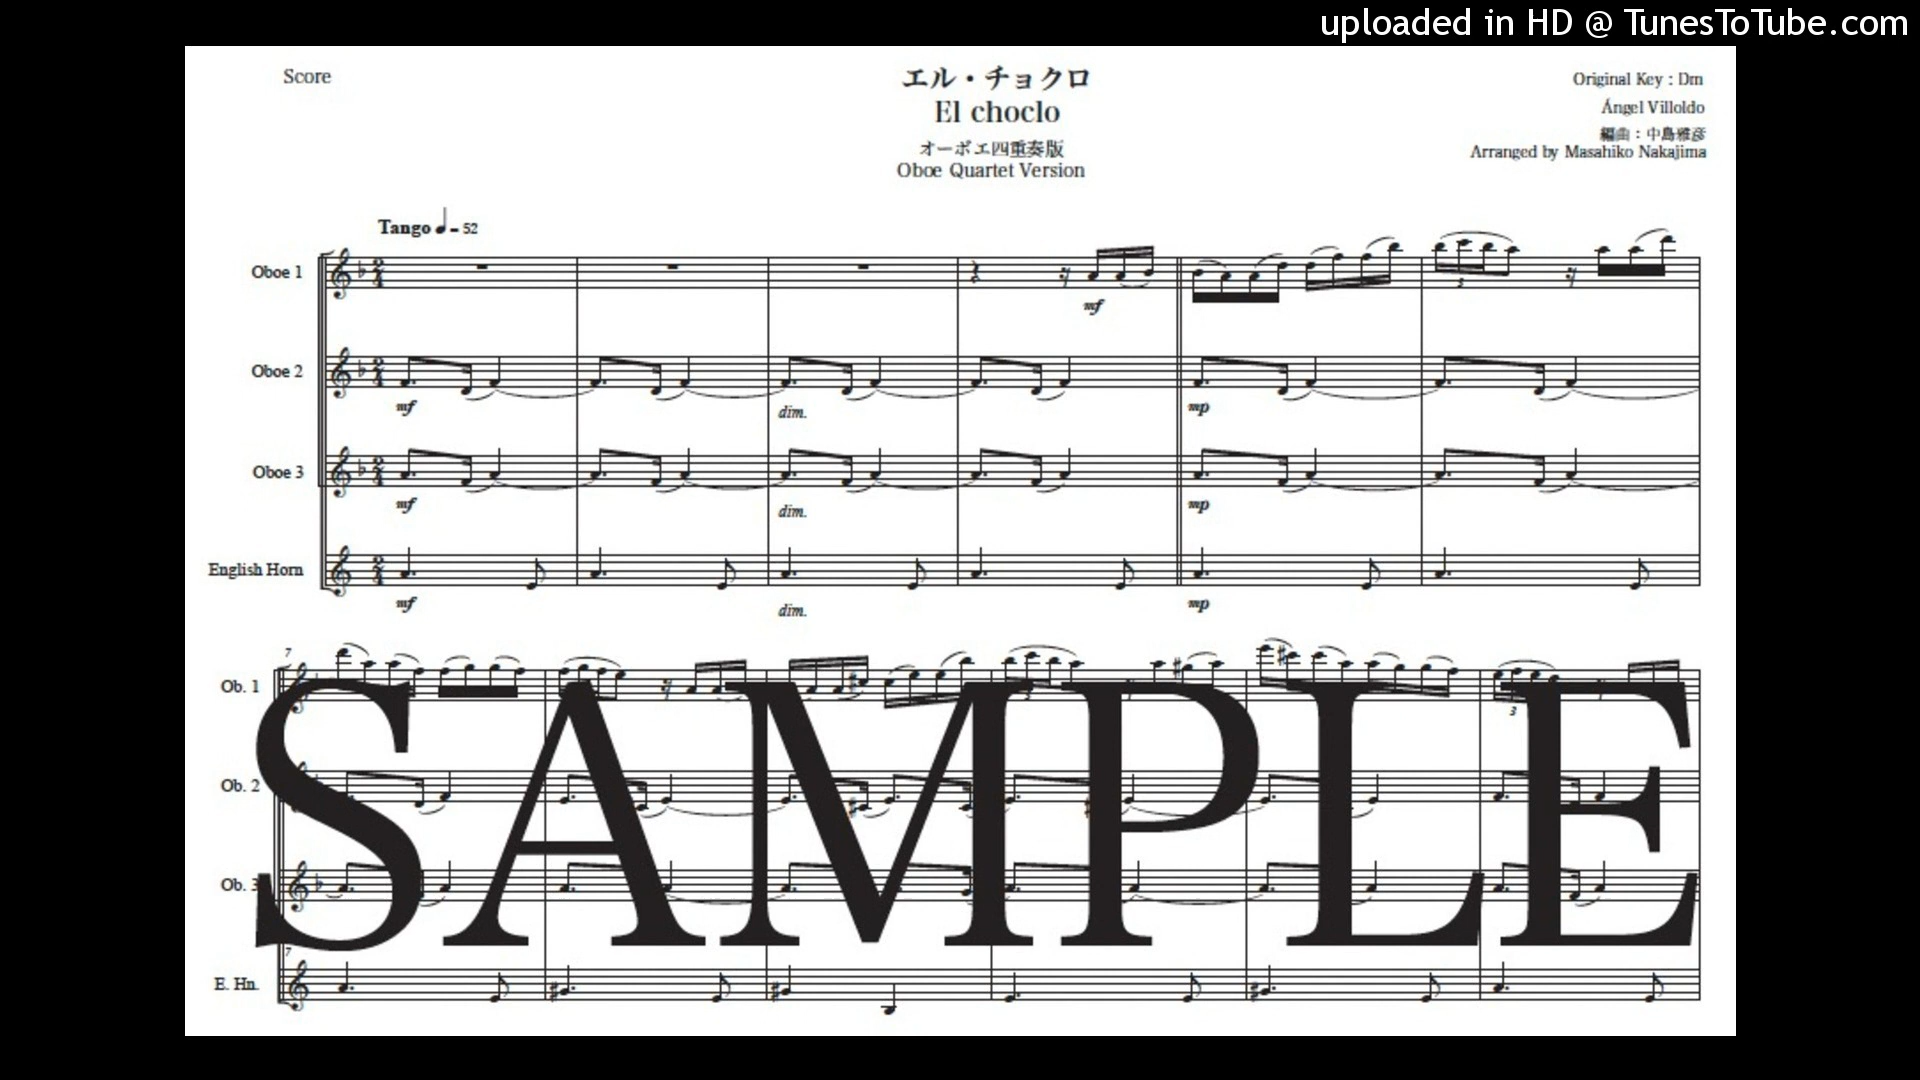 uploaded in HD @ TunesToTube.com
Score
エル・チョクロ
El choclo
オーボエ四重奏版
Oboe Quartet Version
Original Key : Dm
Ángel Villoldo
編曲：中島雅彦
Arranged by Masahiko Nakajima
Tango ♩= 52
Oboe 1
mf
3
Oboe 2
mf
dim.
mp
Oboe 3
mf
dim.
mp
English Horn
mf
dim.
mp
7
Ob. 1
3
3
SAMPLE
Ob. 2
Ob. 3
7
E. Hn.